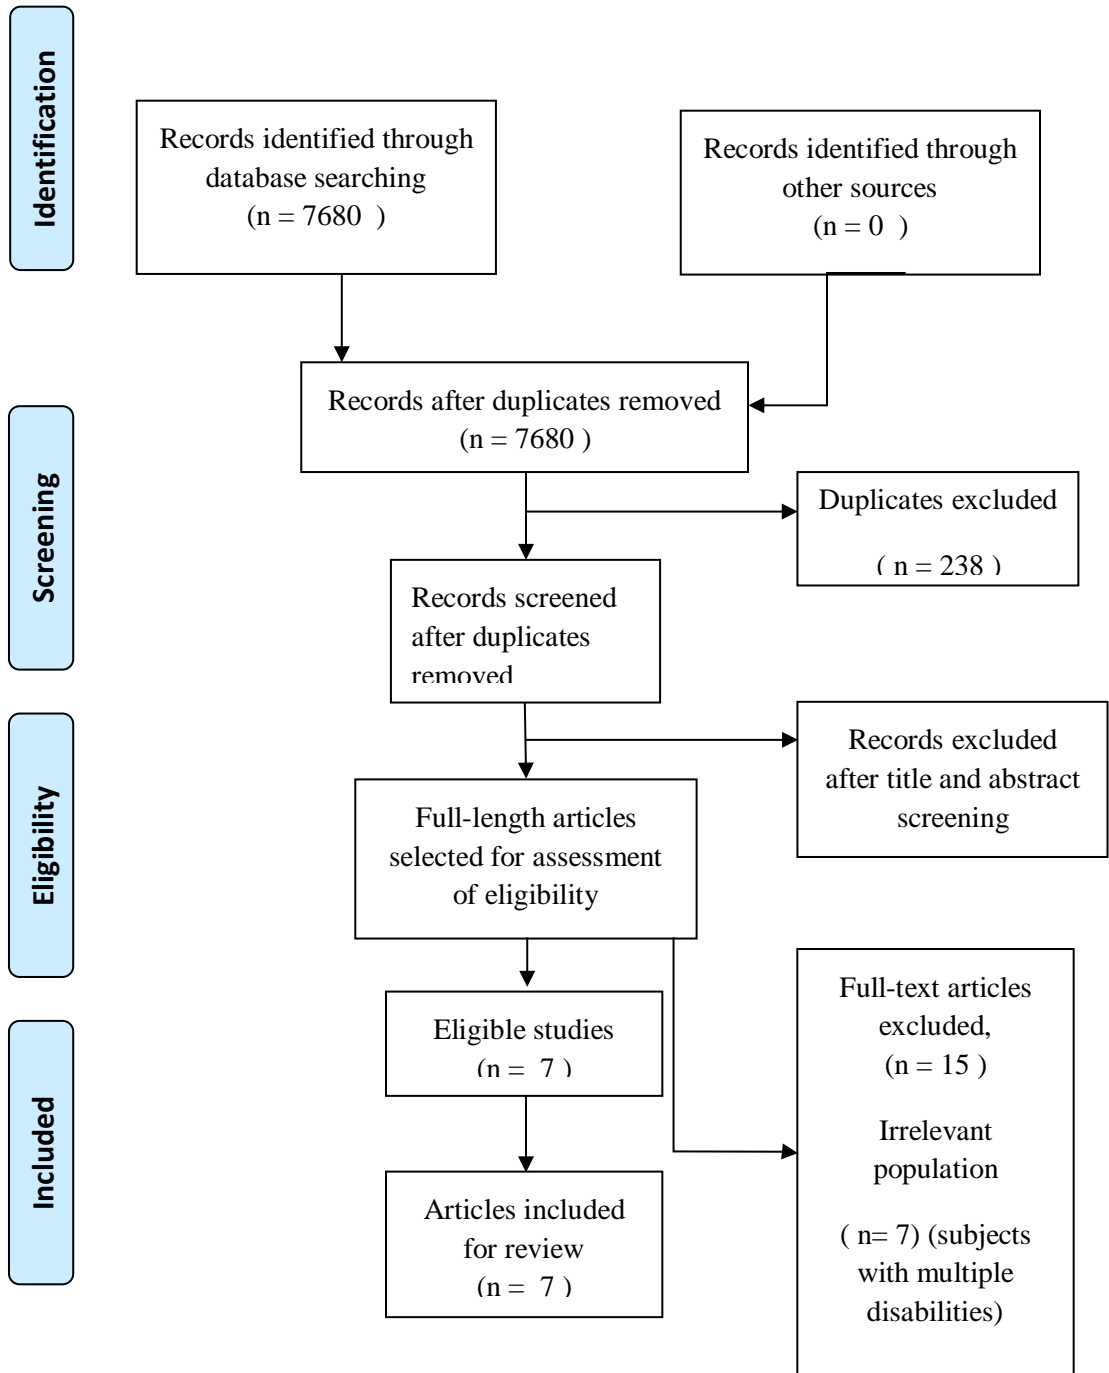 Identification
Records identified through
database searching
(n = 7680 )
Records identified through
other sources
(n = 0 )
Records after duplicates removed
(n = 7680 )
Screening
Duplicates excluded
( n = 238 )
Records screened
after duplicates
removed
Eligibility
Records excluded
after title and abstract
screening
Full-length articles
selected for assessment
of eligibility
Full-text articles
excluded,
(n = 15 )
Irrelevant
population
( n= 7) (subjects
with multiple
disabilities)
Eligible studies
(n = 7 )
Included
Articles included
for review
(n = 7 )